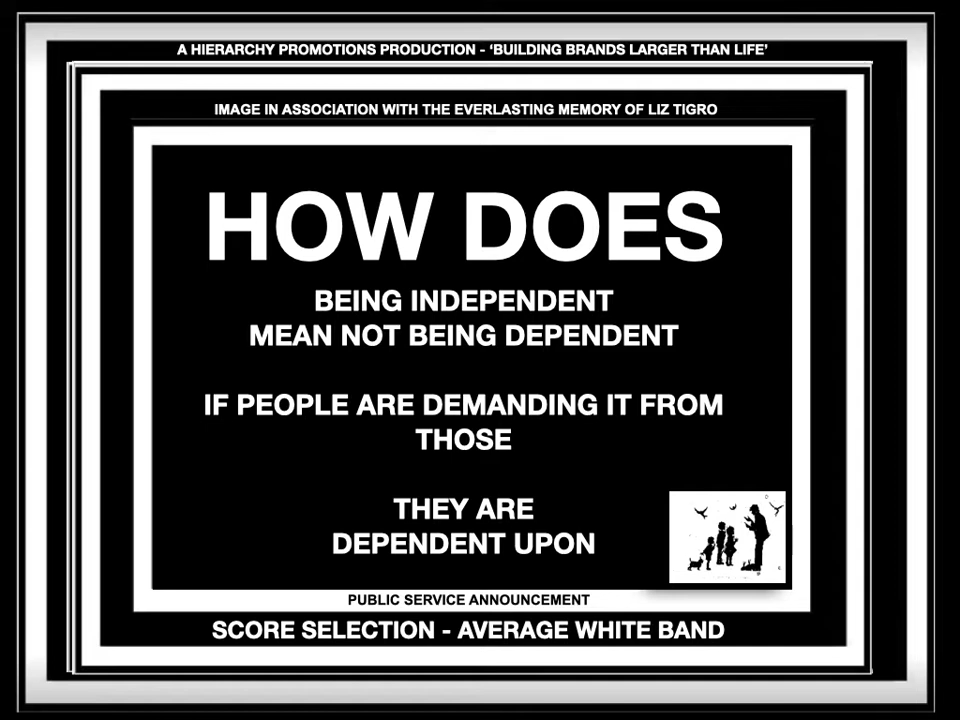 A HIERARCHY PROMOTIONS PRODUCTION - ‘BUILDING BRANDS LARGER THAN LIFE’
IMAGE IN ASSOCIATION WITH THE EVERLASTING MEMORY OF LIZ TIGRO
HOW DOES
BEING INDEPENDENT
MEAN NOT BEING DEPENDENT
IF PEOPLE ARE DEMANDING IT FROM
THOSE
THEY ARE
DEPENDENT UPON
PUBLIC SERVICE ANNOUNCEMENT
SCORE SELECTION - AVERAGE WHITE BAND